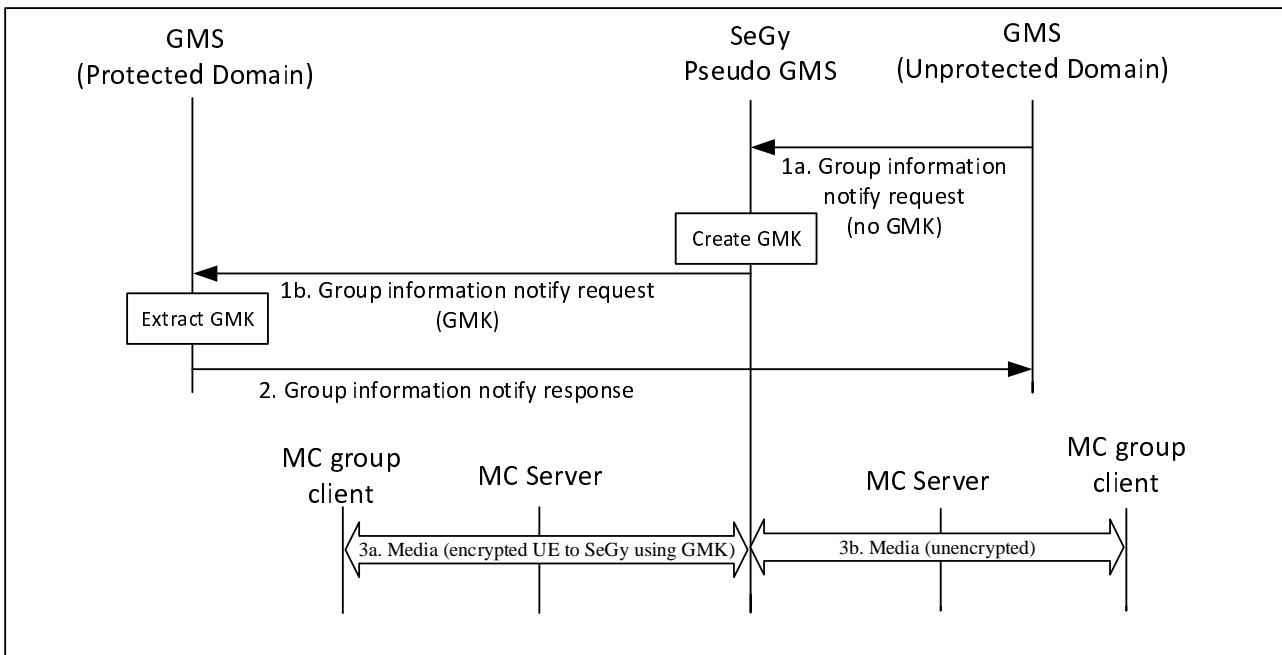 GMS
(Protected Domain)
SeGy
Pseudo GMS
GMS
(Unprotected Domain)
1a. Group information
notify request
(no GMK)
Create GMK
1b. Group information notify request
(GMK)
Extract GMK
2. Group information notify response
MC group
client
MC Server
MC Server
MC group
client
3a. Media (encrypted UE to SeGy using GMK)
3b. Media (unencrypted)